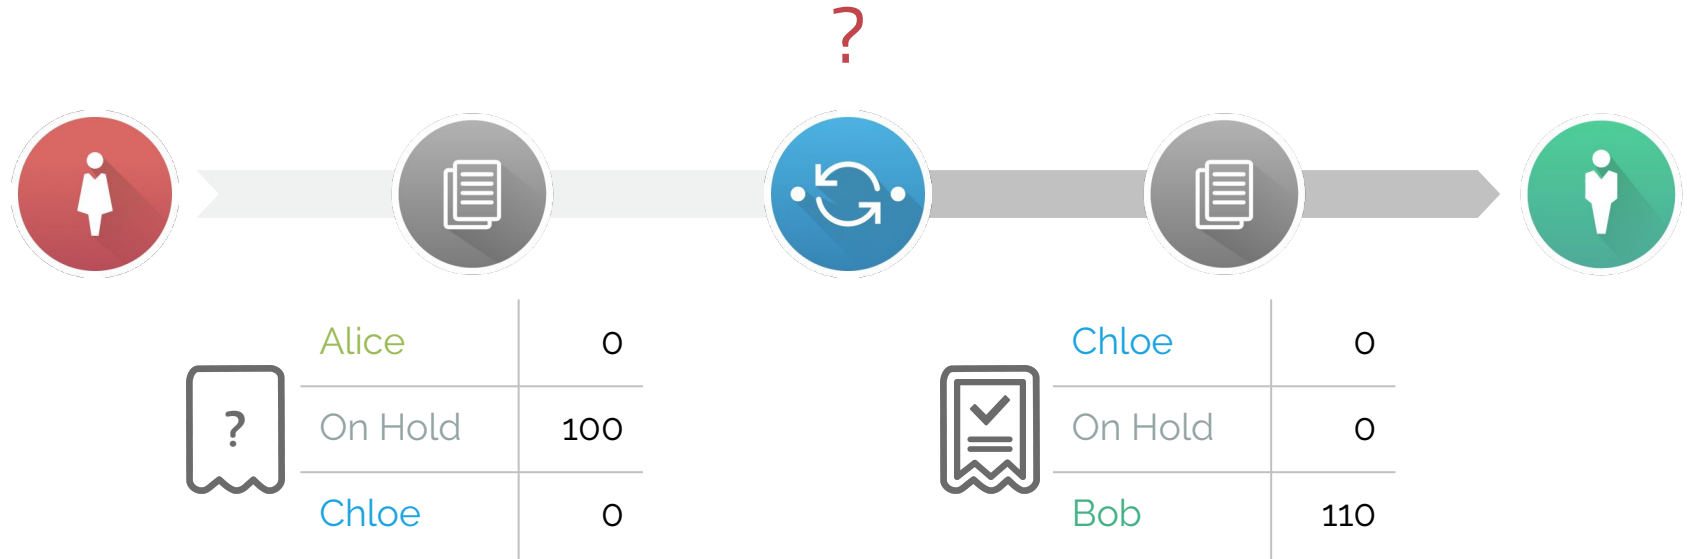 ?
Alice 0
? On Hold 100
Chloe 0
Chloe 0
On Hold 0
Bob 110